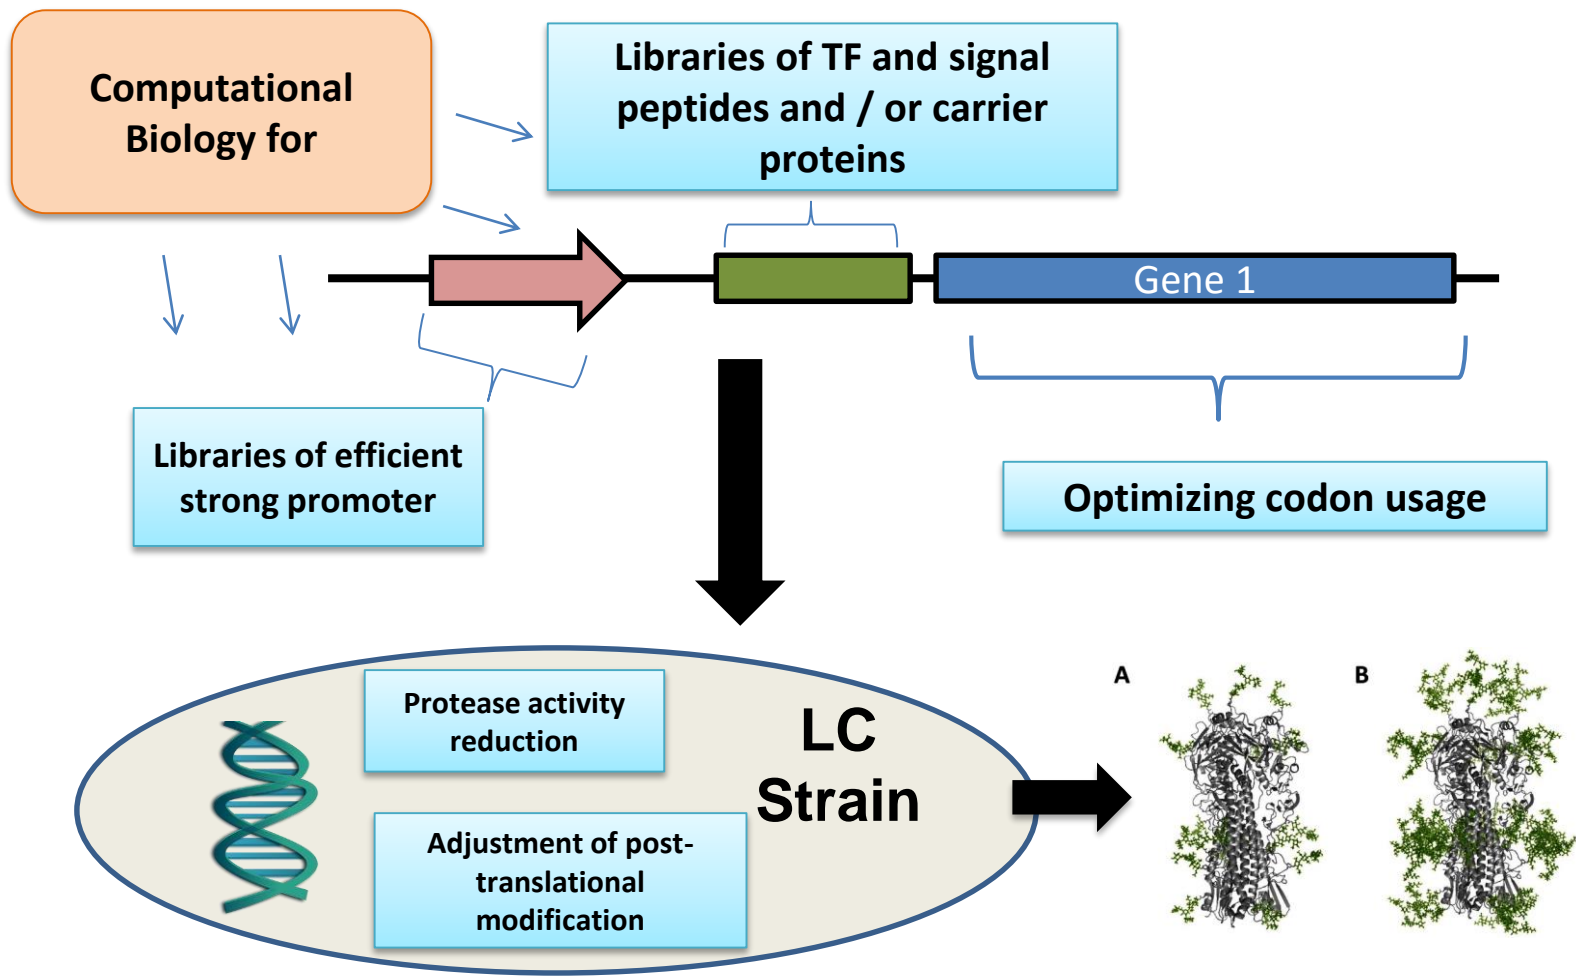 Computational
Biology for
Libraries of TF and signal
peptides and / or carrier
proteins
Gene 1
Libraries of efficient
strong promoter
Optimizing codon usage
Protease activity
reduction
LC
Strain
Adjustment of post-
translational
modification
A
B